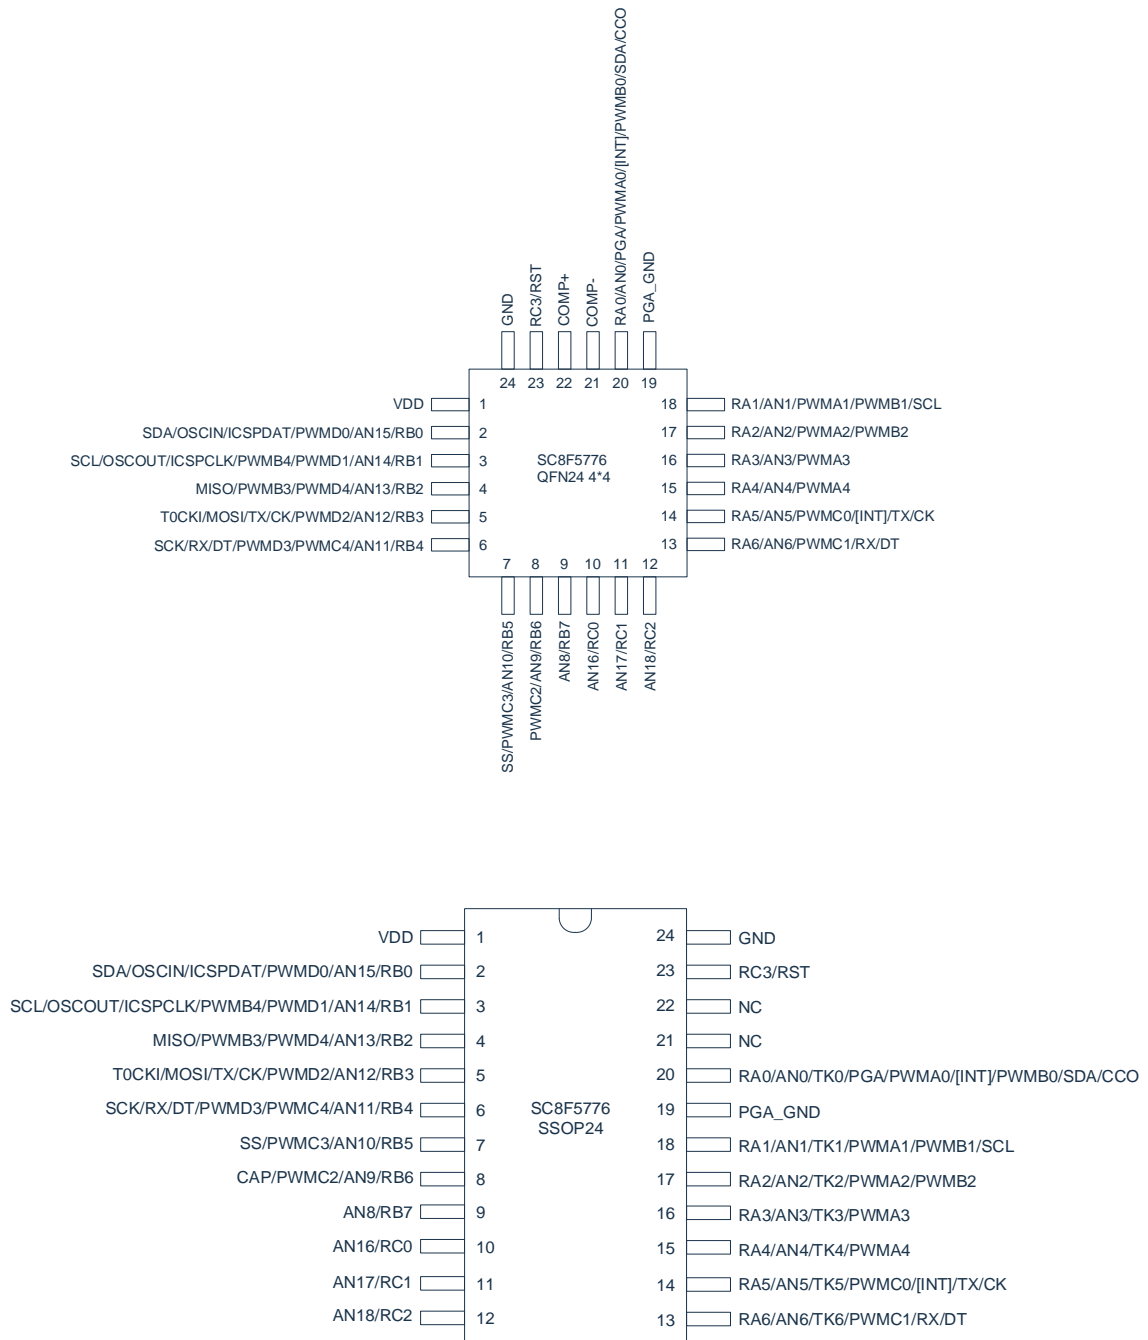 GND
RC3/RST
COMP+
COMP-
RA0/AN0/PGA/PWMA0/[INT]/PWMB0/SDA/CCO
PGA_GND
24 23 22 21 20 19
VDD 1
18 RA1/AN1/PWMA1/PWMB1/SCL
SDA/OSCIN/ICSPDAT/PWMD0/AN15/RB0 2
17 RA2/AN2/PWMA2/PWMB2
SCL/OSCOUT/ICSPCLK/PWMB4/PWMD1/AN14/RB1 3
16 RA3/AN3/PWMA3
MISO/PWMB3/PWMD4/AN13/RB2 4
15 RA4/AN4/PWMA4
T0CKI/MOSI/TX/CK/PWMD2/AN12/RB3 5
14 RA5/AN5/PWMC0/[INT]/TX/CK
SCK/RX/DT/PWMD3/PWMC4/AN11/RB4 6
13 RA6/AN6/PWMC1/RX/DT
SC8F5776
QFN24 4*4
7 8 9 10 11 12
SS/PWMC3/AN10/RB5
PWMC2/AN9/RB6
AN8/RB7
AN16/RC0
AN17/RC1
AN18/RC2
VDD 1
24 GND
SDA/OSCIN/ICSPDAT/PWMD0/AN15/RB0 2
23 RC3/RST
SCL/OSCOUT/ICSPCLK/PWMB4/PWMD1/AN14/RB1 3
22 NC
MISO/PWMB3/PWMD4/AN13/RB2 4
21 NC
T0CKI/MOSI/TX/CK/PWMD2/AN12/RB3 5
20 RA0/AN0/TK0/PGA/PWMA0/[INT]/PWMB0/SDA/CCO
SCK/RX/DT/PWMD3/PWMC4/AN11/RB4 6
SC8F5776
SSOP24
19 PGA_GND
SS/PWMC3/AN10/RB5 7
18 RA1/AN1/TK1/PWMA1/PWMB1/SCL
CAP/PWMC2/AN9/RB6 8
17 RA2/AN2/TK2/PWMA2/PWMB2
AN8/RB7 9
16 RA3/AN3/TK3/PWMA3
AN16/RC0 10
15 RA4/AN4/TK4/PWMA4
AN17/RC1 11
14 RA5/AN5/TK5/PWMC0/[INT]/TX/CK
AN18/RC2 12
13 RA6/AN6/TK6/PWMC1/RX/DT